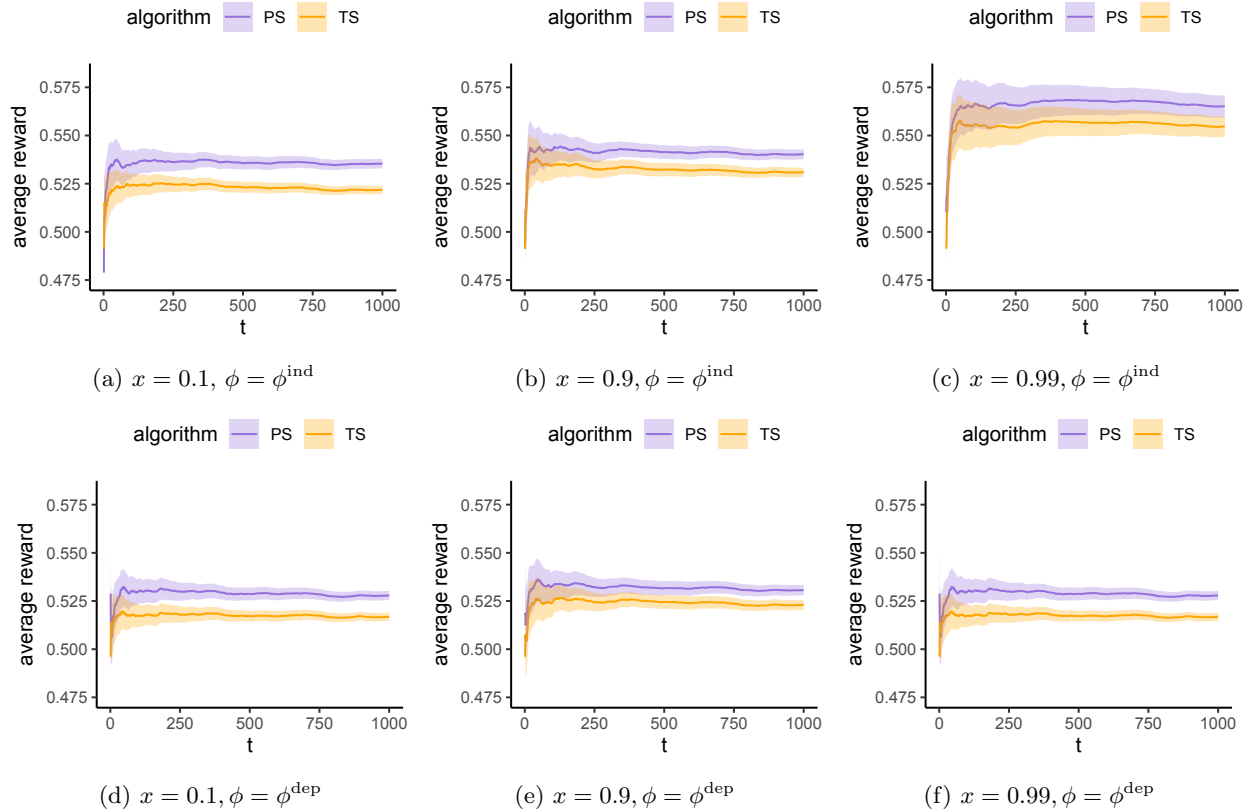 algorithm PS TS
algorithm PS TS
algorithm PS TS
average reward
0.575
0.550
0.525
0.500
0.475
0 250 500 750 1000
t
average reward
0.575
0.550
0.525
0.500
0.475
0 250 500 750 1000
t
average reward
0.575
0.550
0.525
0.500
0.475
0 250 500 750 1000
t
(a) x = 0.1, ϕ = ϕ^ind
(b) x = 0.9, ϕ = ϕ^ind
(c) x = 0.99, ϕ = ϕ^ind
algorithm PS TS
algorithm PS TS
algorithm PS TS
average reward
0.575
0.550
0.525
0.500
0.475
0 250 500 750 1000
t
average reward
0.575
0.550
0.525
0.500
0.475
0 250 500 750 1000
t
average reward
0.575
0.550
0.525
0.500
0.475
0 250 500 750 1000
t
(d) x = 0.1, ϕ = ϕ^dep
(e) x = 0.9, ϕ = ϕ^dep
(f) x = 0.99, ϕ = ϕ^dep